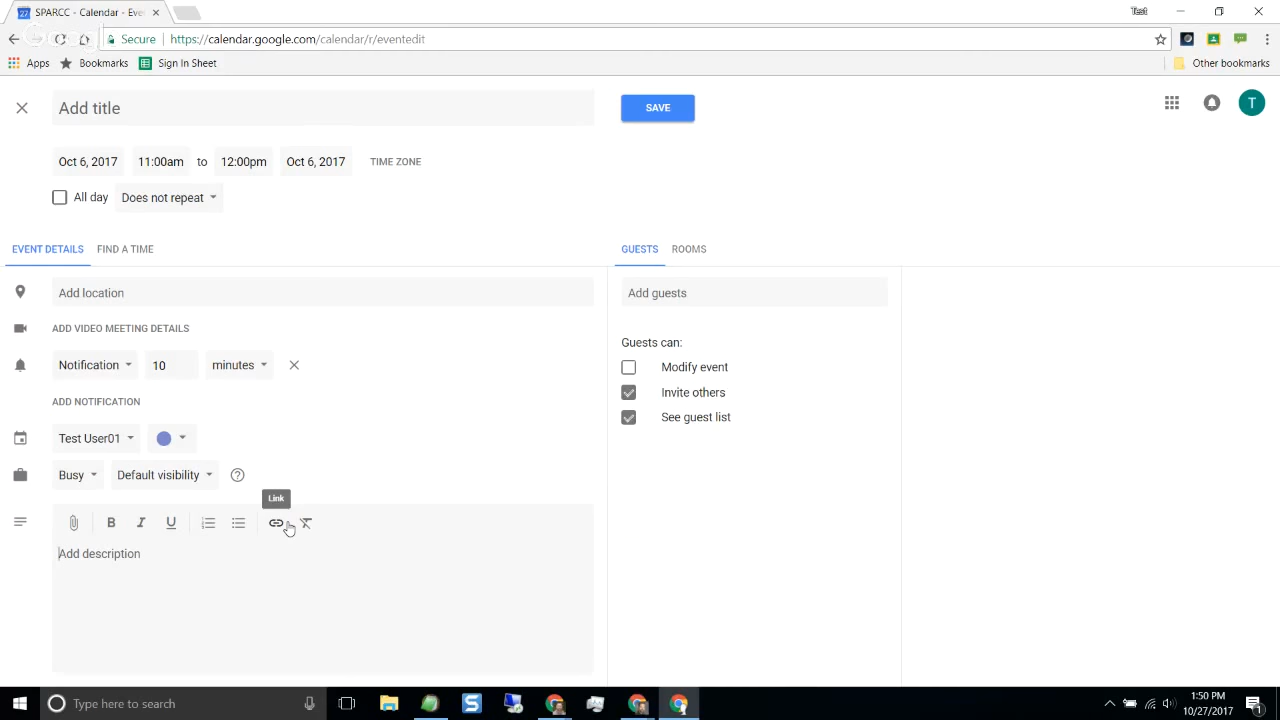 27 SPARCC - Calendar - Eve
Test
Secure https://calendar.google.com/calendar/r/eventedit
Apps Bookmarks Sign In Sheet Other bookmarks
Add title
SAVE
T
Oct 6, 2017 11:00am to 12:00pm Oct 6, 2017 TIME ZONE
All day Does not repeat
EVENT DETAILS FIND A TIME GUESTS ROOMS
Add location
Add guests
ADD VIDEO MEETING DETAILS
Guests can:
Notification 10 minutes
Modify event
Invite others
ADD NOTIFICATION
See guest list
Test User01
Busy Default visibility ?
Link
B I U
Add description
Type here to search
S
1:50 PM
10/27/2017
1